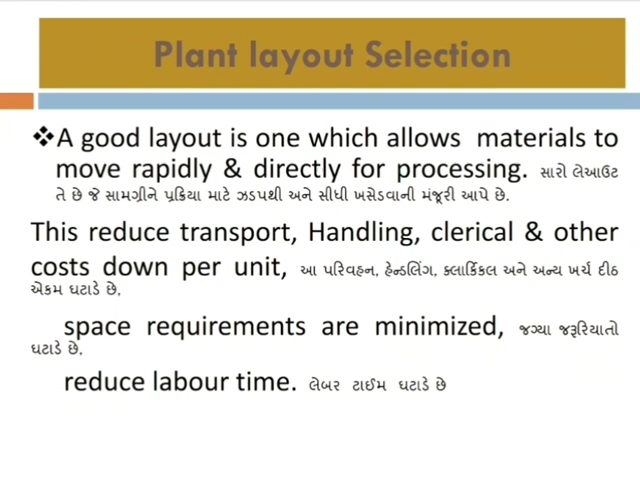 Plant layout Selection
❖A good layout is one which allows materials to
move rapidly & directly for processing. સારો લેઆઉટ
તે છે જે સામગ્રીને પ્રક્રિયા માટે ઝડપથી અને સીધી ખસેડવાની મંજૂરી આપે છે.
This reduce transport, Handling, clerical & other
costs down per unit, આ પરિવહન, હેન્ડલિંગ, ક્લાર્કિકલ અને અન્ય ખર્ચ દીઠ
એકમ ઘટાડે છે,
space requirements are minimized, જગ્યા જરૂરિયાતો
ઘટાડે છે,
reduce labour time. લેબર ટાઈમ ઘટાડે છે